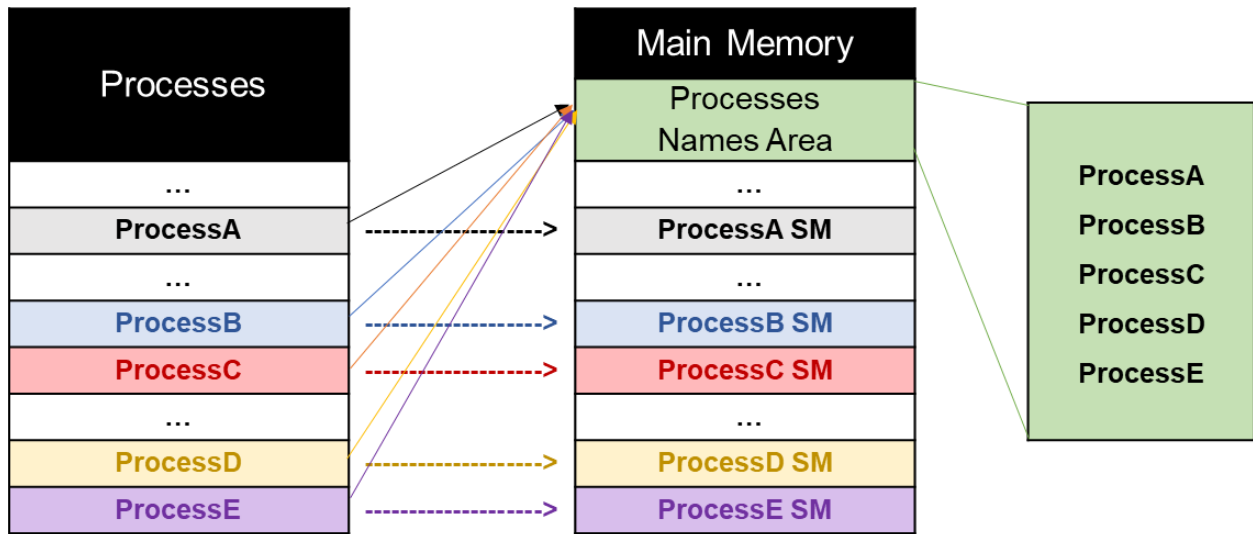 Processes
...
ProcessA
...
ProcessB
ProcessC
...
ProcessD
ProcessE
--------------------->
--------------------->
--------------------->
--------------------->
--------------------->
Main Memory
Processes
Names Area
...
ProcessA SM
...
ProcessB SM
ProcessC SM
...
ProcessD SM
ProcessE SM
ProcessA
ProcessB
ProcessC
ProcessD
ProcessE